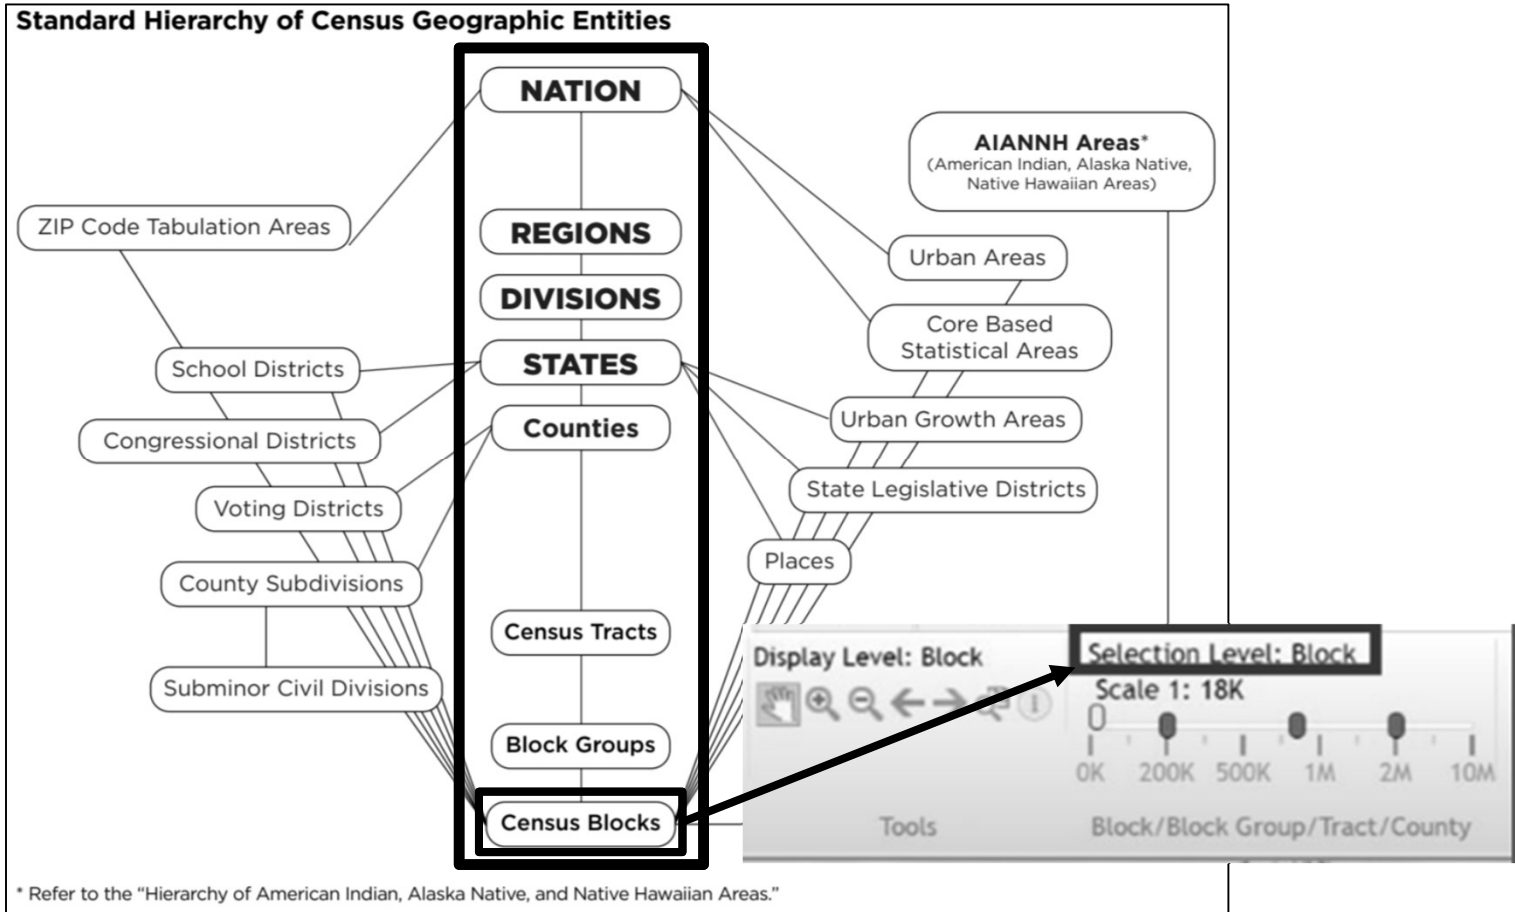 Standard Hierarchy of Census Geographic Entities
NATION
AIANNH Areas*
(American Indian, Alaska Native,
Native Hawaiian Areas)
ZIP Code Tabulation Areas
REGIONS
Urban Areas
DIVISIONS
Core Based
Statistical Areas
STATES
School Districts
Counties
Urban Growth Areas
Congressional Districts
State Legislative Districts
Voting Districts
Places
County Subdivisions
Census Tracts
Subminor Civil Divisions
Block Groups
Census Blocks
Display Level: Block
Selection Level: Block
Scale 1: 18K
0K 200K 500K 1M 2M 10M
Tools
Block/Block Group/Tract/County
* Refer to the “Hierarchy of American Indian, Alaska Native, and Native Hawaiian Areas.”